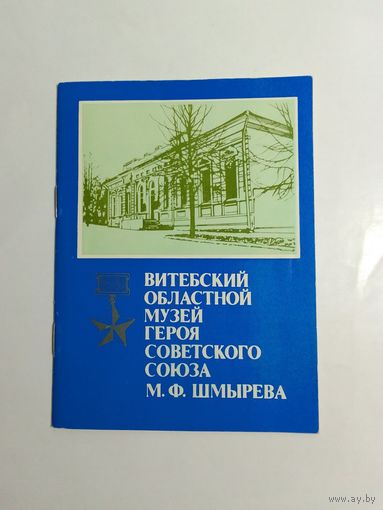 ВИТЕБСКИЙ
ОБЛАСТНОЙ
МУЗЕЙ
ГЕРОЯ
СОВЕТСКОГО
СОЮЗА
М. Ф. ШМЫРЕВА
www.ay.by